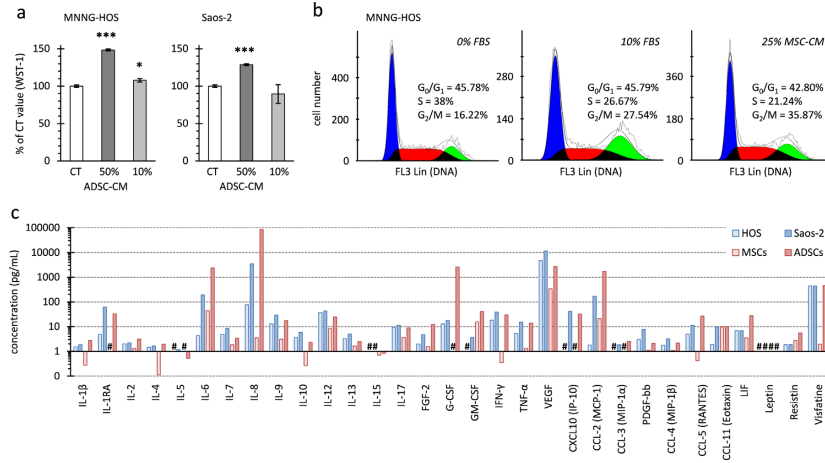 a
MNNG-HOS
Saos-2
% of CT value (WST-1)
150
100
50
0
***
*
CT
50%
10%
ADSC-CM
150
100
50
0
***
CT
50%
10%
ADSC-CM
b
MNNG-HOS
cell number
0% FBS
400
200
0
G0/G1 = 45.78%
S = 38%
G2/M = 16.22%
FL3 Lin (DNA)
10% FBS
280
140
0
G0/G1 = 45.79%
S = 26.67%
G2/M = 27.54%
FL3 Lin (DNA)
25% MSC-CM
460
360
240
120
0
G0/G1 = 42.80%
S = 21.24%
G2/M = 35.87%
FL3 Lin (DNA)
c
concentration (pg/mL)
100000
10000
1000
100
10
1
0
HOS
Saos-2
MSCs
ADSCs
#
# #
##
#
#
# #
# #
####
IL-1β
IL-1RA
IL-2
IL-4
IL-5
IL-6
IL-7
IL-8
IL-9
IL-10
IL-12
IL-13
IL-15
IL-17
FGF-2
G-CSF
GM-CSF
IFN-γ
TNF-α
VEGF
CXCL10 (IP-10)
CCL-2 (MCP-1)
CCL-3 (MIP-1α)
PDGF-bb
CCL-4 (MIP-1β)
CCL-5 (RANTES)
CCL-11 (Eotaxin)
LIF
Leptin
Resistin
Visfatine